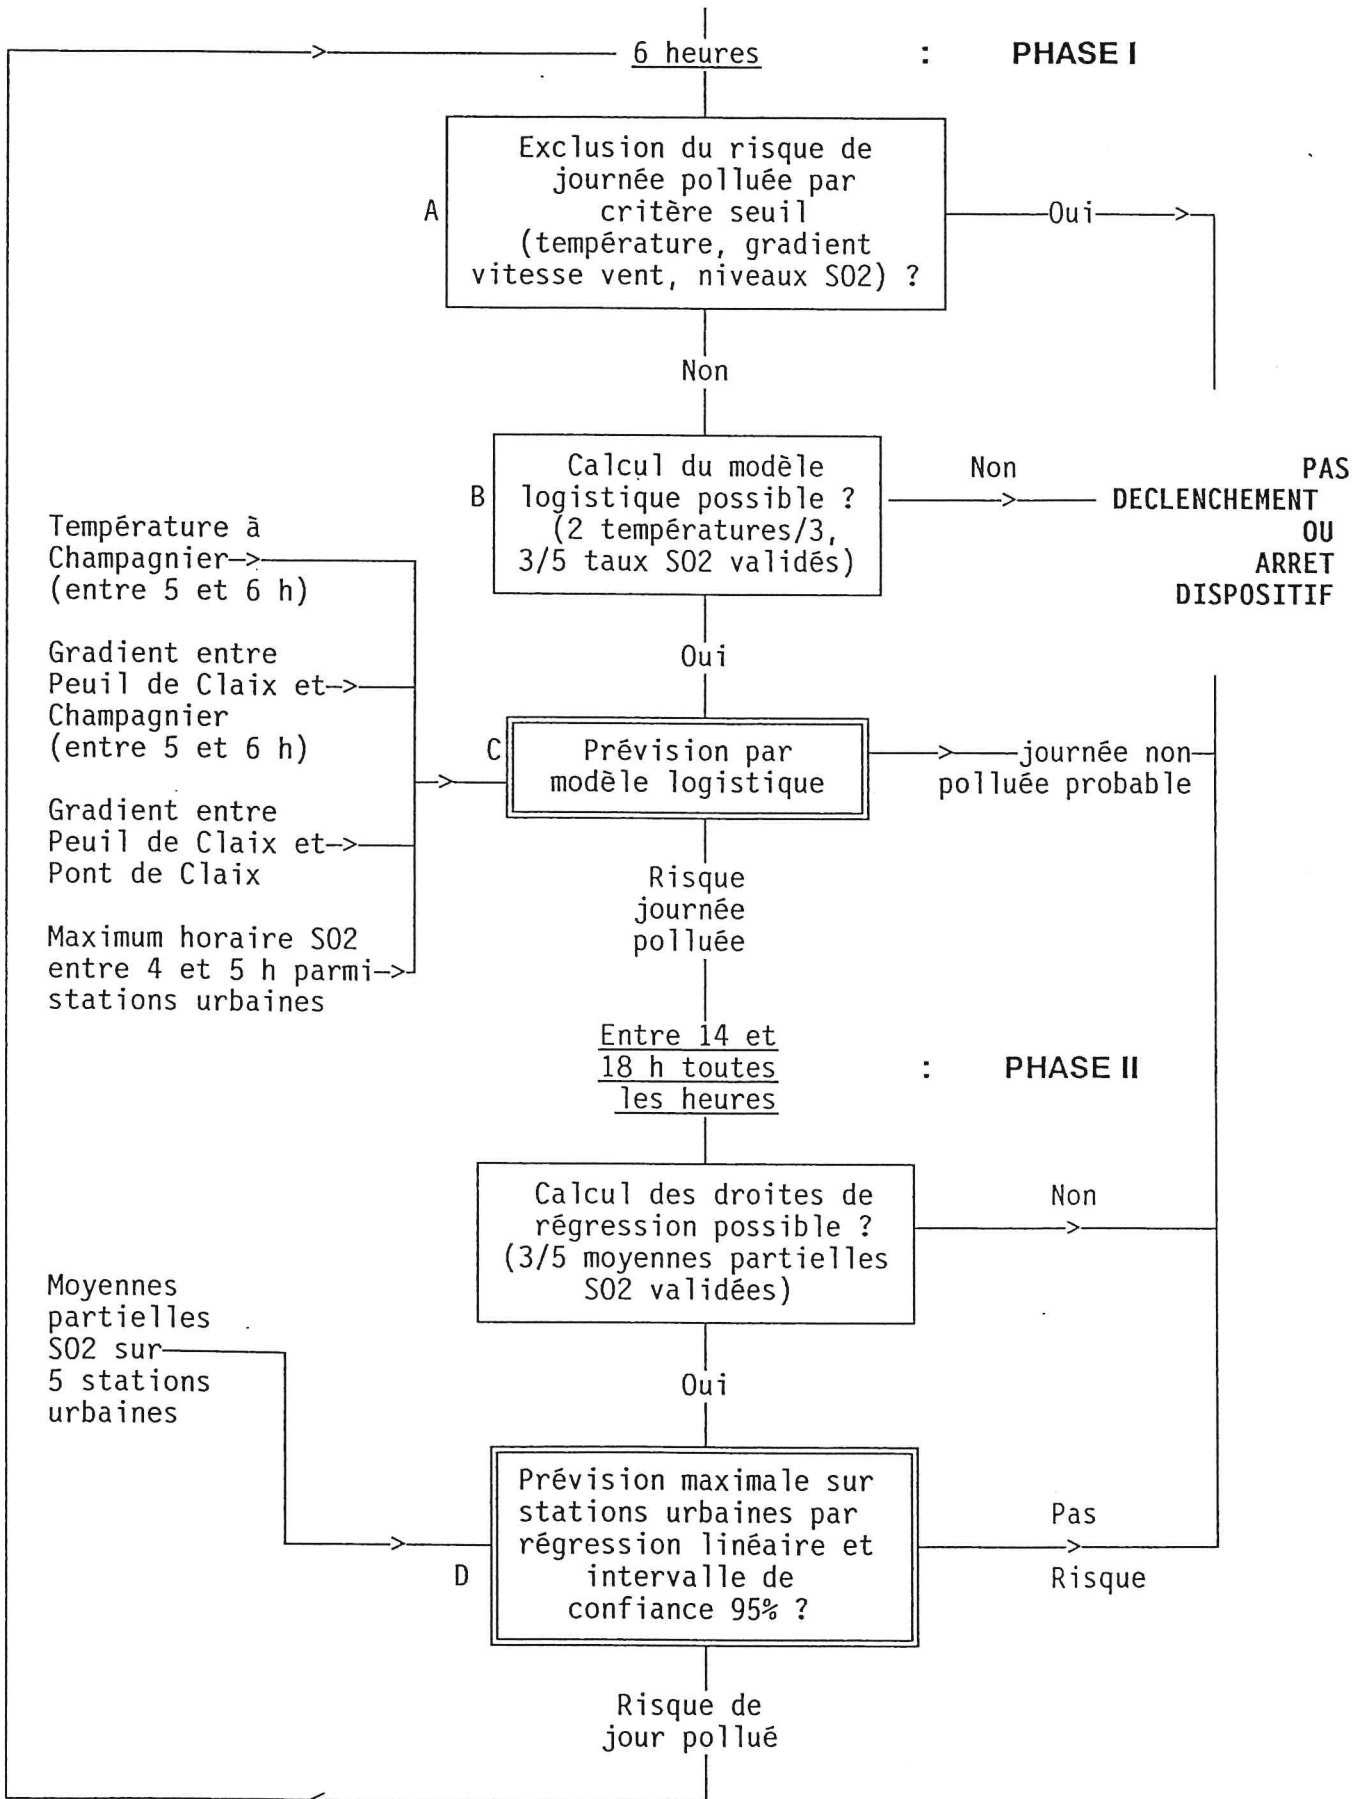 6 heures : PHASE I
Exclusion du risque de
journée polluée par
critère seuil
(température, gradient
vitesse vent, niveaux SO2) ?
A
Oui
Non
Calcul du modèle
logistique possible ?
(2 températures/3,
3/5 taux SO2 validés)
B
Non
PAS
DECLENCHEMENT
OU
ARRET
DISPOSITIF
Température à
Champagnier
(entre 5 et 6 h)
Gradient entre
Peuil de Claix et
Champagnier
(entre 5 et 6 h)
Gradient entre
Peuil de Claix et
Pont de Claix
Maximum horaire SO2
entre 4 et 5 h parmi
stations urbaines
Oui
C
Prévision par
modèle logistique
journée non
polluée probable
Risque
journée
polluée
Entre 14 et
18 h toutes
les heures
: PHASE II
Calcul des droites de
régression possible ?
(3/5 moyennes partielles
SO2 validées)
Non
Moyennes
partielles
SO2 sur
5 stations
urbaines
Oui
Prévision maximale sur
stations urbaines par
régression linéaire et
intervalle de
confiance 95% ?
D
Pas
Risque
Risque de
jour pollué